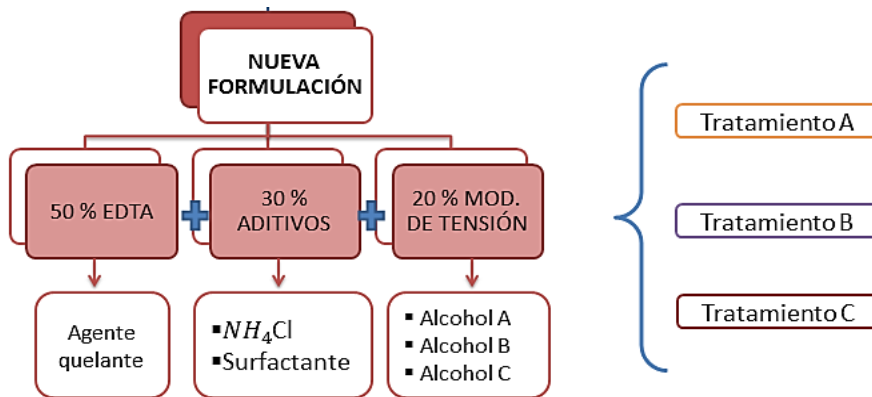 NUEVA
FORMULACIÓN
50 % EDTA
30 %
ADITIVOS
20 % MOD.
DE TENSIÓN
Agente
quelante
▪NH₄Cl
▪Surfactante
▪ Alcohol A
▪ Alcohol B
▪ Alcohol C
Tratamiento A
Tratamiento B
Tratamiento C